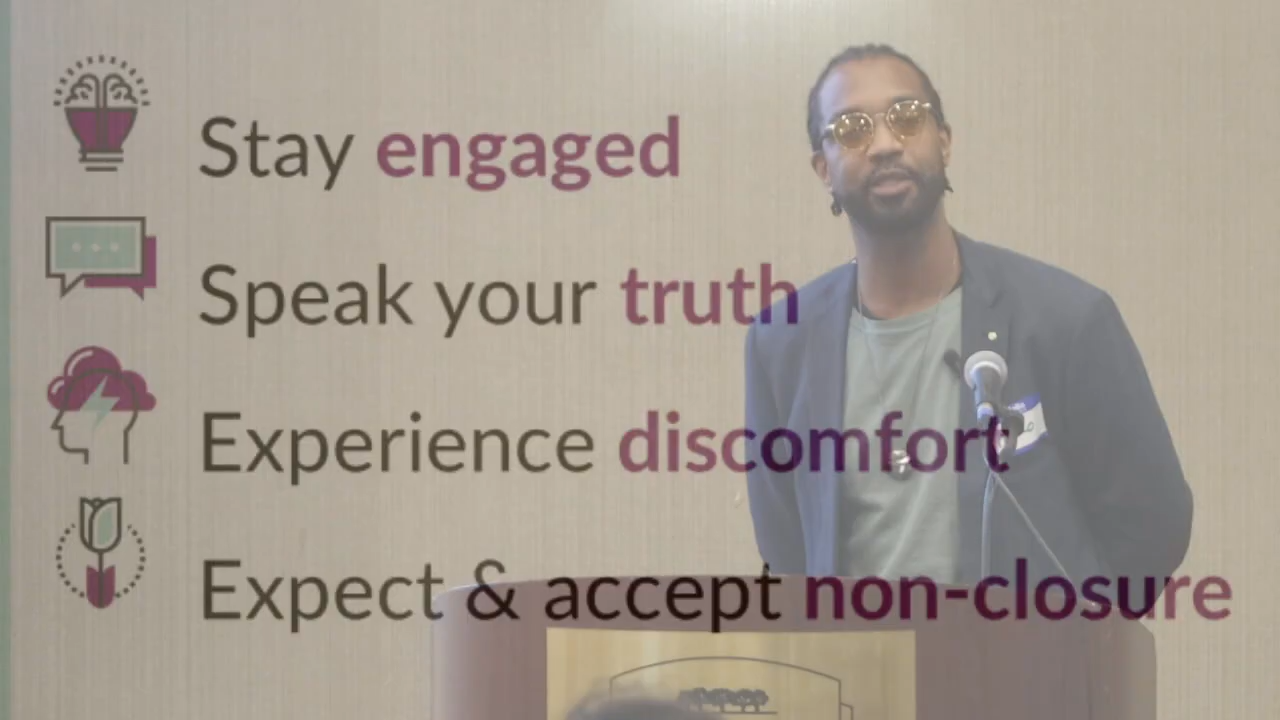 Stay engaged
Speak your truth
Experience discomfort
Expect & accept non-closure